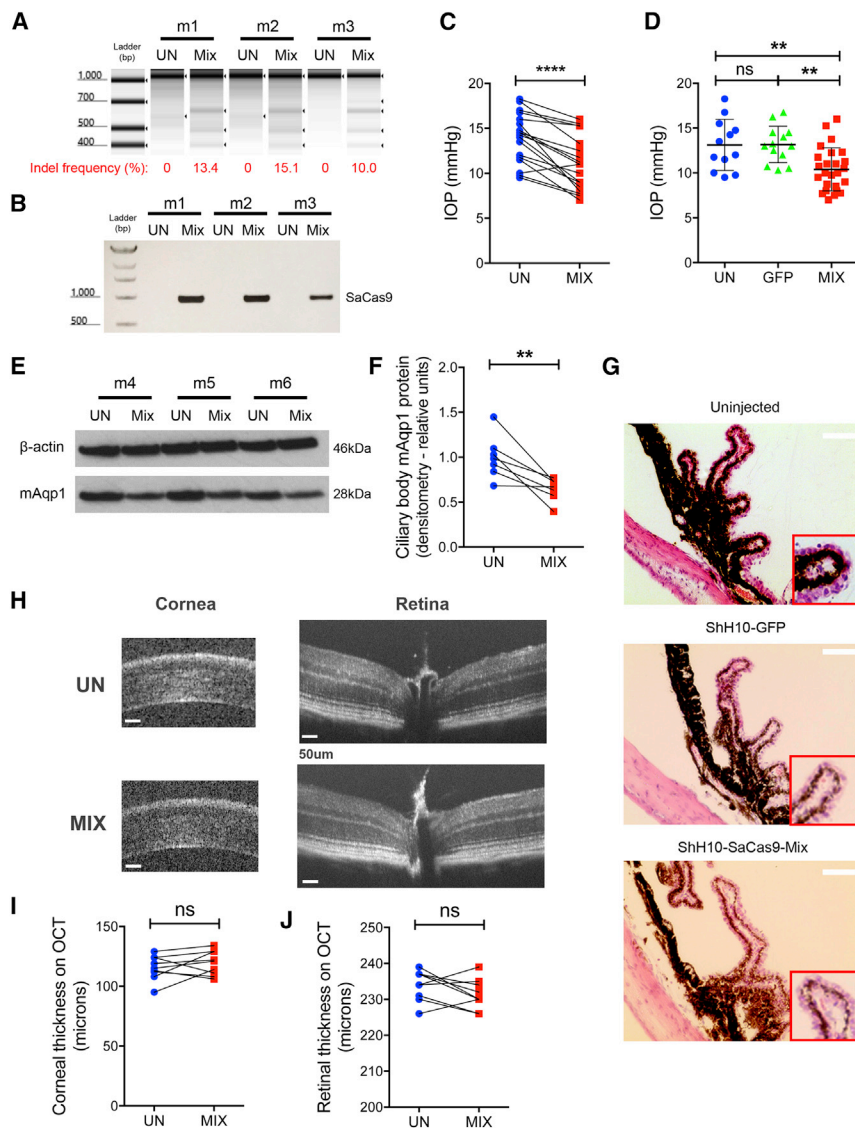 A
m1 m2 m3
Ladder (bp)
UN Mix UN Mix UN Mix
1,000
700
500
400
Indel frequency (%): 0 13.4 0 15.1 0 10.0
B
m1 m2 m3
Ladder (bp)
UN Mix UN Mix UN Mix
1,000
500
SaCas9
C
****
IOP (mmHg)
20
15
10
5
0
UN MIX
D
**
ns **
IOP (mmHg)
20
15
10
5
0
UN GFP MIX
E
m4 m5 m6
UN Mix UN Mix UN Mix
β-actin 46kDa
mAqp1 28kDa
F
**
Ciliary body mAqp1 protein
(densitometry - relative units)
2.0
1.5
1.0
0.5
0.0
UN MIX
G
Uninjected
ShH10-GFP
ShH10-SaCas9-Mix
H
Cornea Retina
UN
50um
MIX
I
ns
Corneal thickness on OCT
(microns)
150
100
50
0
UN MIX
J
ns
Retinal thickness on OCT
(microns)
250
240
230
220
210
200
UN MIX